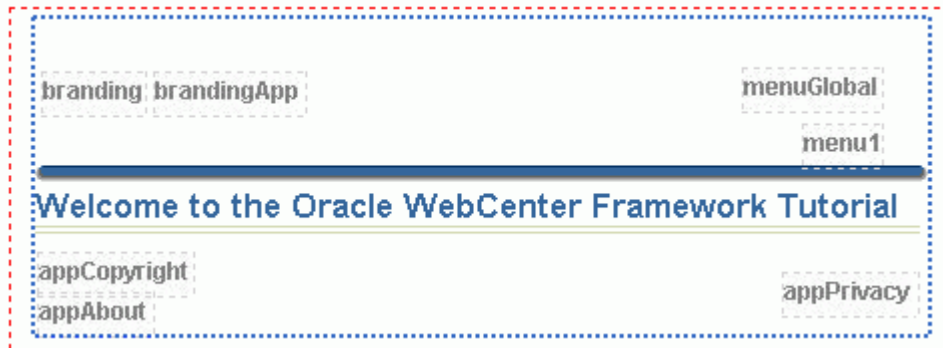 branding brandingApp menuGlobal
menu1
Welcome to the Oracle WebCenter Framework Tutorial
appCopyright
appPrivacy
appAbout